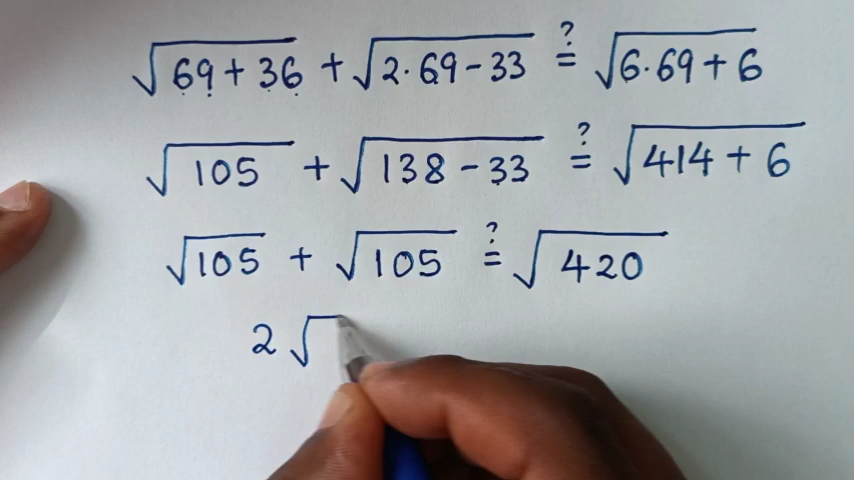 √(69 + 36) + √(2·69 − 33) ?= √(6·69 + 6)
√(105) + √(138 − 33) ?= √(414 + 6)
√(105) + √(105) ?= √(420)
2 √